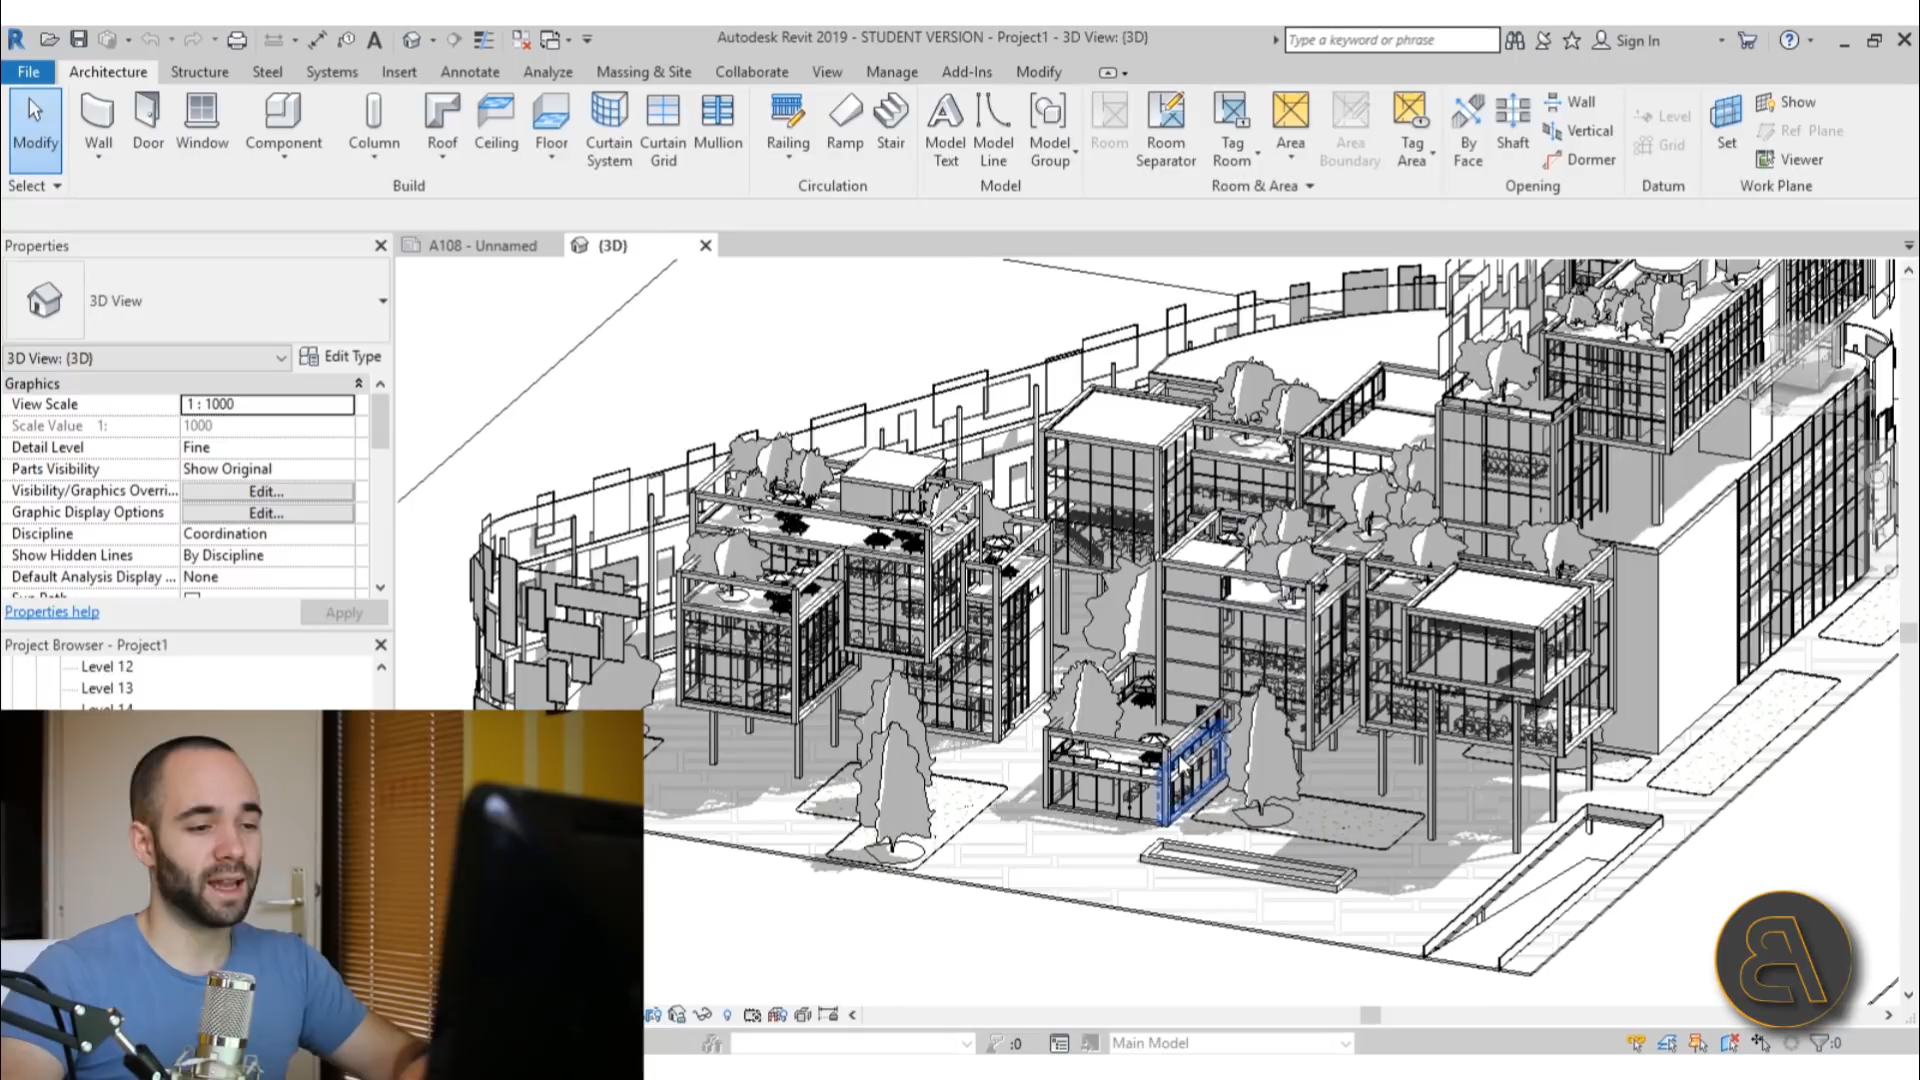 Autodesk Revit 2019 - STUDENT VERSION - Project1 - 3D View: {3D}
Type a keyword or phrase
Sign In
File Architecture Structure Steel Systems Insert Annotate Analyze Massing & Site Collaborate View Manage Add-Ins Modify
Modify
Wall
Door
Window
Component
Column
Roof
Ceiling
Floor
Curtain System
Curtain Grid
Mullion
Railing
Ramp
Stair
Model Text
Model Line
Model Group
Room
Room Separator
Tag Room
Area
Area Boundary
Tag Area
By Face
Shaft
Wall
Vertical
Dormer
Level
Grid
Set
Show
Ref Plane
Viewer
Select
Build
Circulation
Model
Room & Area
Opening
Datum
Work Plane
Properties
A108 - Unnamed
{3D}
3D View
3D View: {3D}
Edit Type
Graphics
View Scale 1 : 1000
Scale Value 1: 1000
Detail Level Fine
Parts Visibility Show Original
Visibility/Graphics Overri... Edit...
Graphic Display Options Edit...
Discipline Coordination
Show Hidden Lines By Discipline
Default Analysis Display ... None
Properties help
Apply
Project Browser - Project1
Level 12
Level 13
:0
Main Model
:0